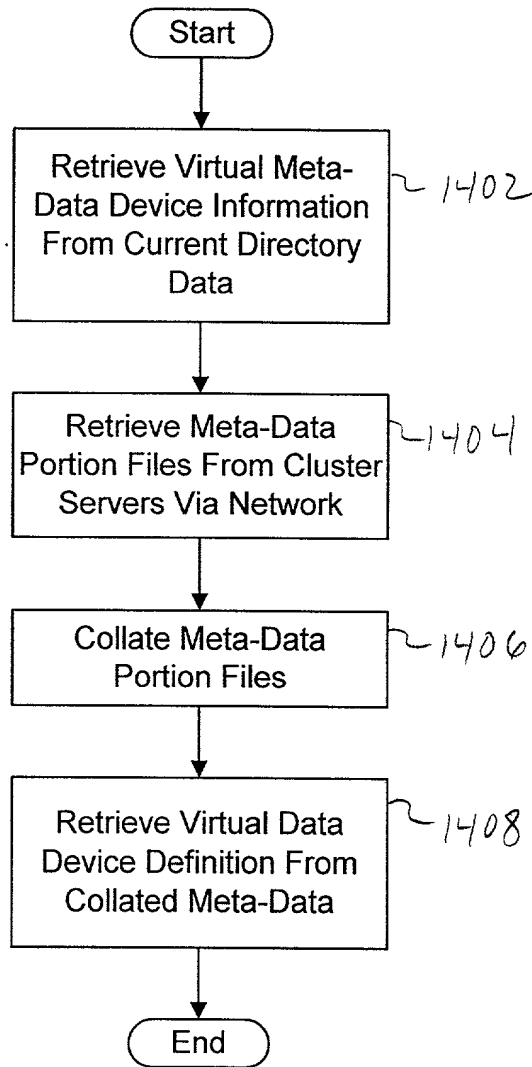 Start
Retrieve Virtual Meta-
Data Device Information
From Current Directory
Data
1402
Retrieve Meta-Data
Portion Files From Cluster
Servers Via Network
1404
Collate Meta-Data
Portion Files
1406
Retrieve Virtual Data
Device Definition From
Collated Meta-Data
1408
End